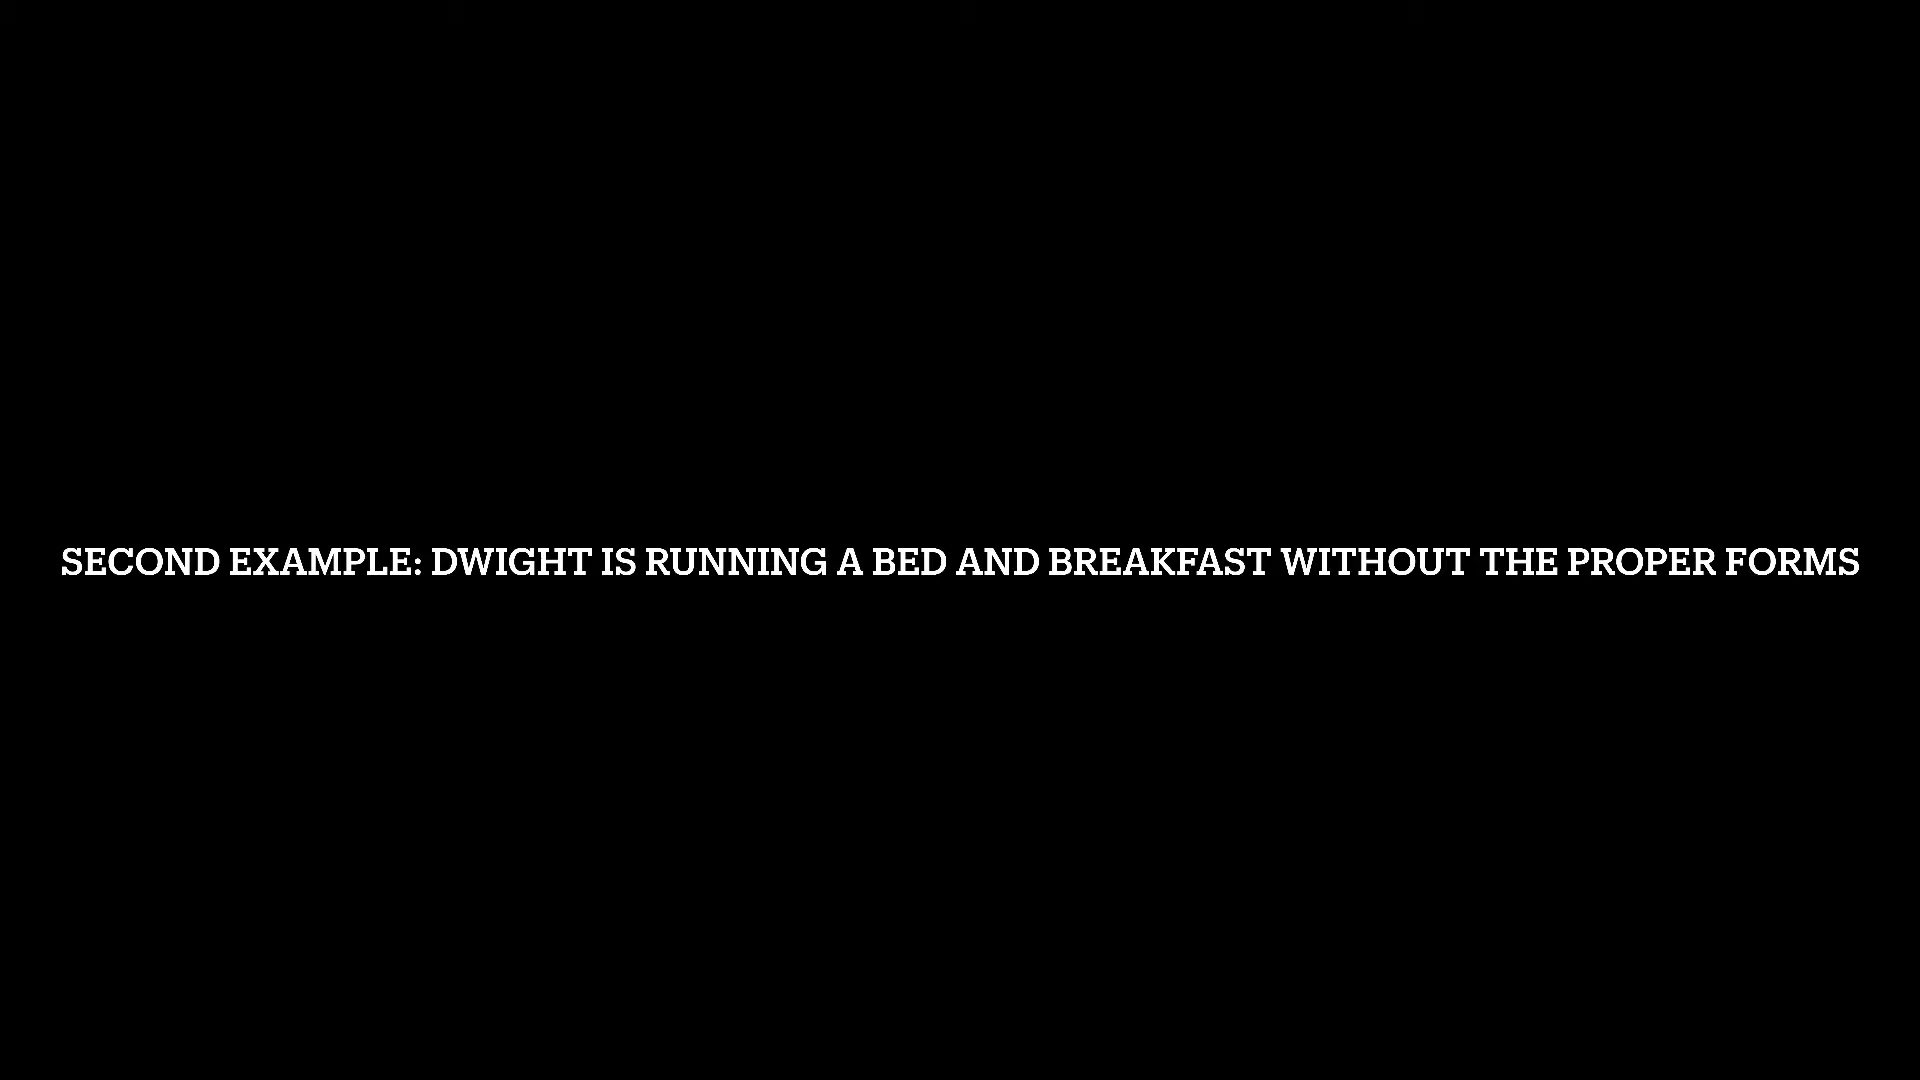 SECOND EXAMPLE: DWIGHT IS RUNNING A BED AND BREAKFAST WITHOUT THE PROPER FORMS